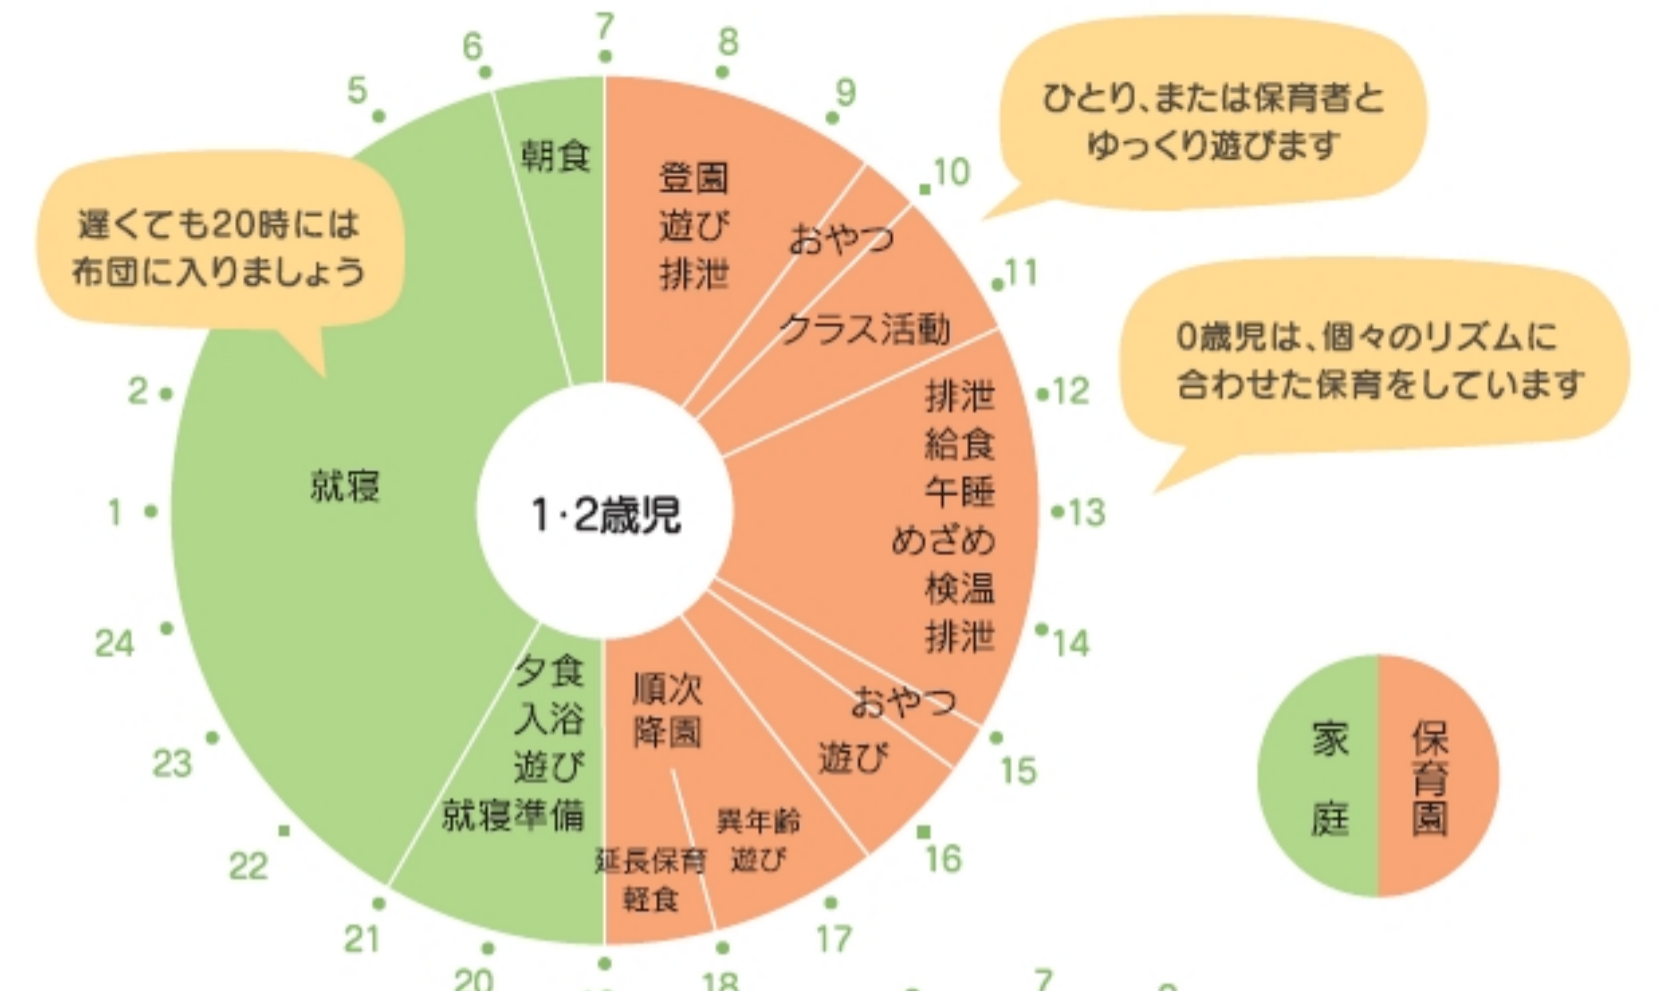 7
8
9
10
11
12
13
14
15
16
17
18
20
21
22
23
24
1
2
5
6
ひとり、または保育者と
ゆっくり遊びます
遅くても20時には
布団に入りましょう
0歳児は、個々のリズムに
合わせた保育をしています
朝食
登園
遊び
排泄
おやつ
クラス活動
排泄
給食
午睡
めざめ
検温
排泄
おやつ
遊び
異年齢
遊び
順次
降園
延長保育
軽食
夕食
入浴
遊び
就寝準備
就寝
1·2歳児
家庭
保育園
7